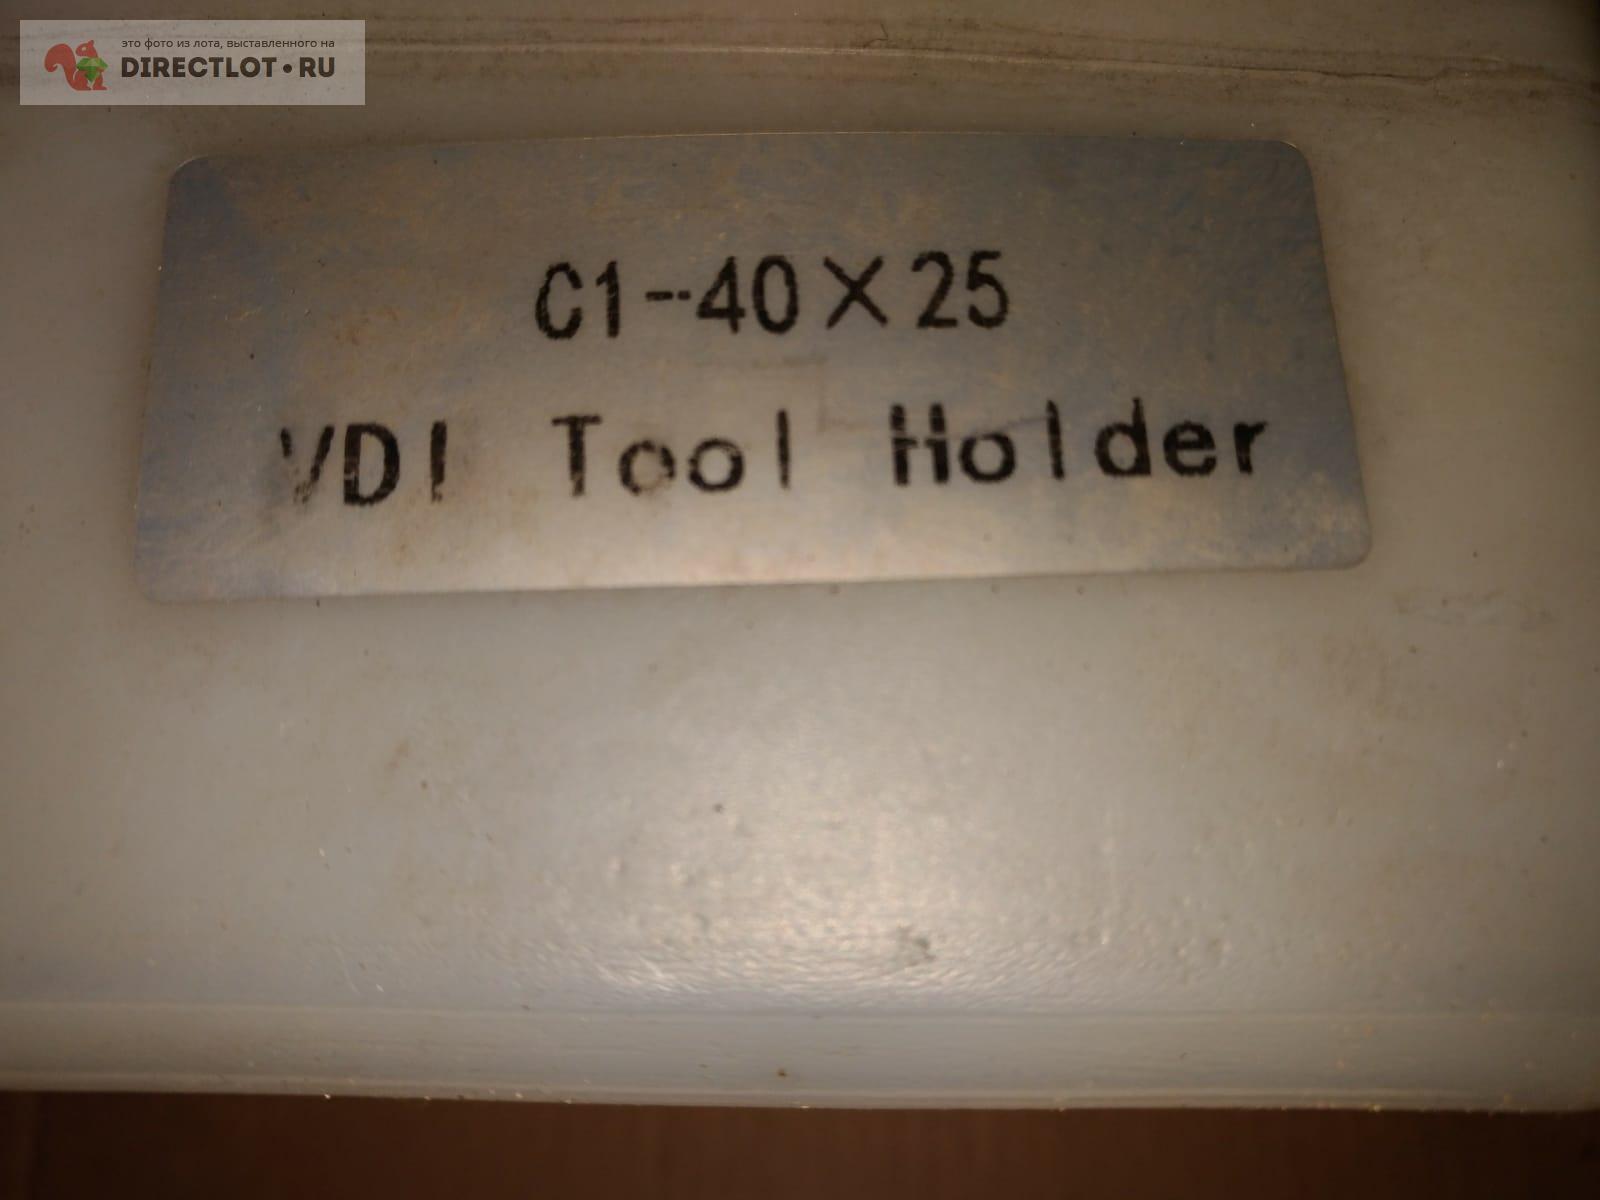 это фото из лота, выставленного на
DIRECTLOT•RU
C1-40×25
VDI Tool Holder